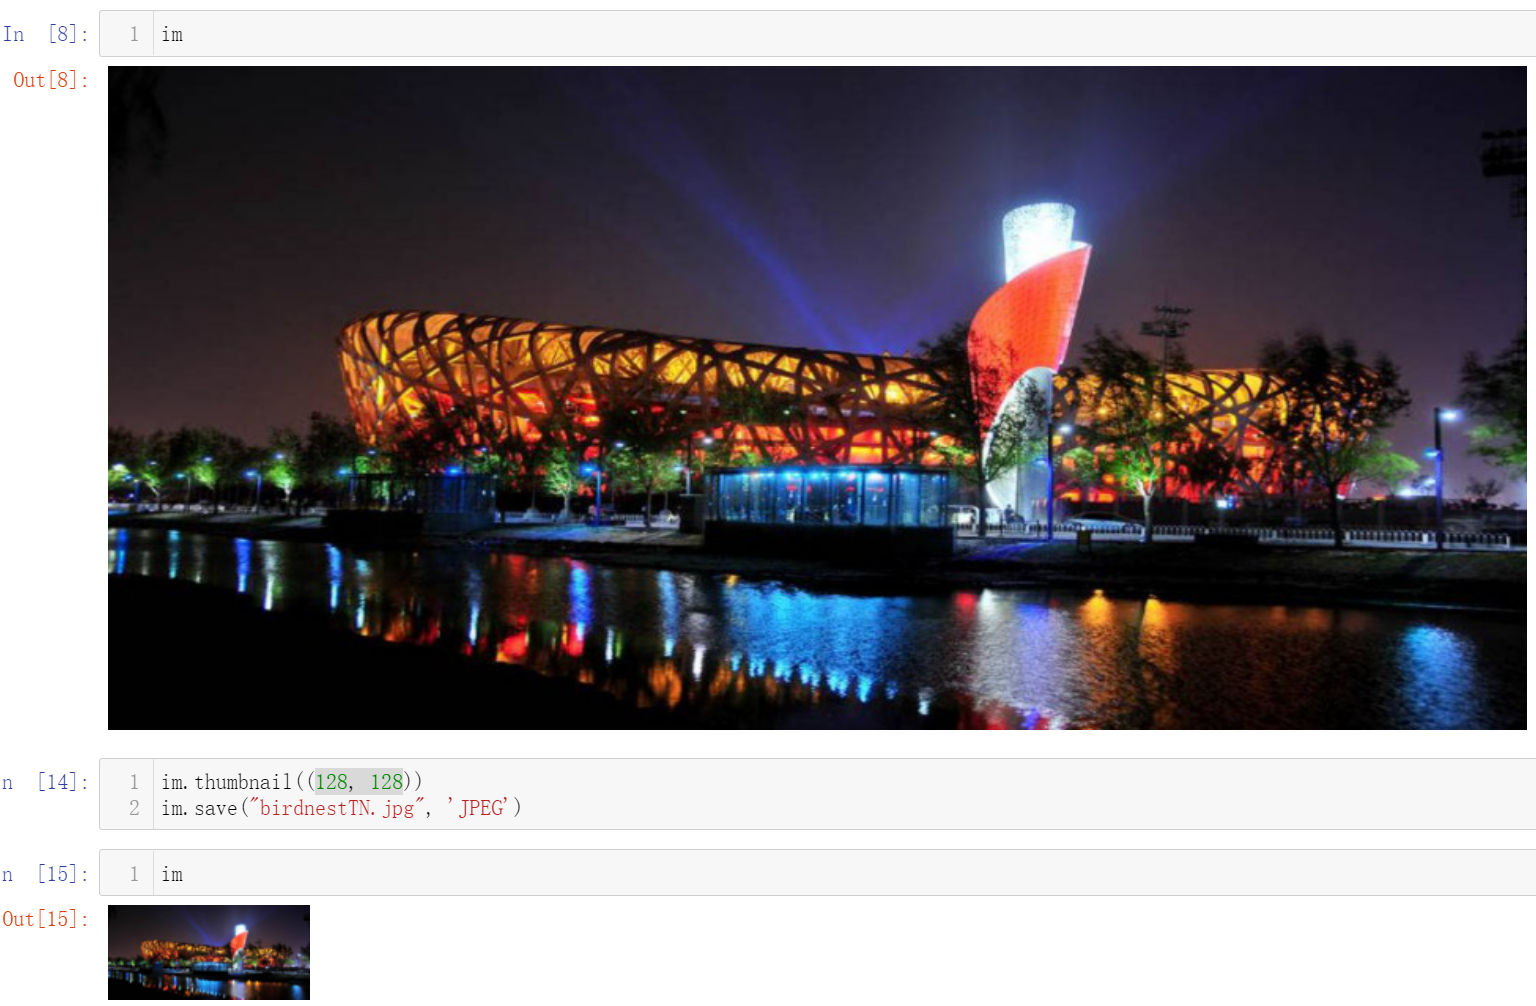 In [8]: 1 im
Out[8]:
n [14]: 1 im.thumbnail((128, 128))
2 im.save("birdnestTN.jpg", 'JPEG')
n [15]: 1 im
Out[15]: